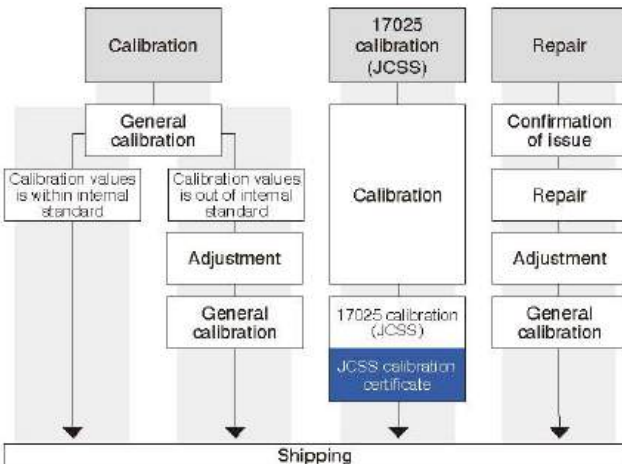 Calibration
17025
calibration
(JCSS)
Repair
General
calibration
Calibration values
is within internal
standard
Calibration values
is out of internal
standard
Adjustment
General
calibration
Calibration
17025 calibration
(JCSS)
JCSS calibration
certificate
Confirmation
of issue
Repair
Adjustment
General
calibration
Shipping